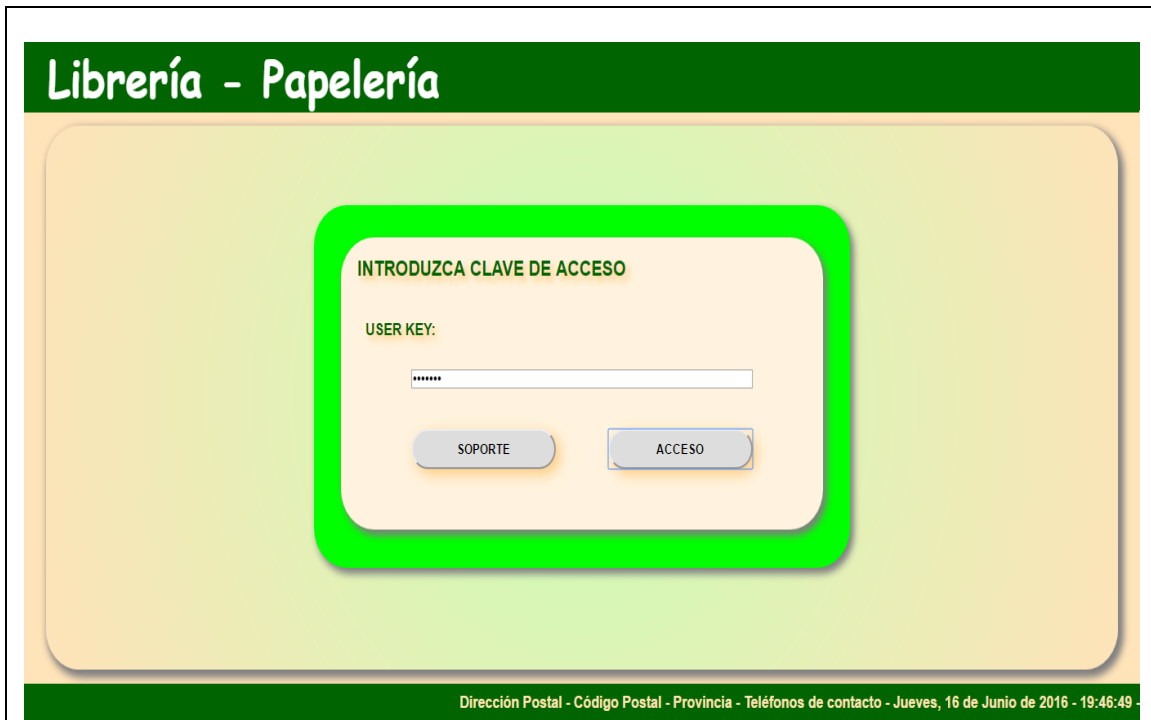 Librería - Papelería
INTRODUZCA CLAVE DE ACCESO
USER KEY:
•••••••
SOPORTE ACCESO
Dirección Postal - Código Postal - Provincia - Teléfonos de contacto - Jueves, 16 de Junio de 2016 - 19:46:49 -